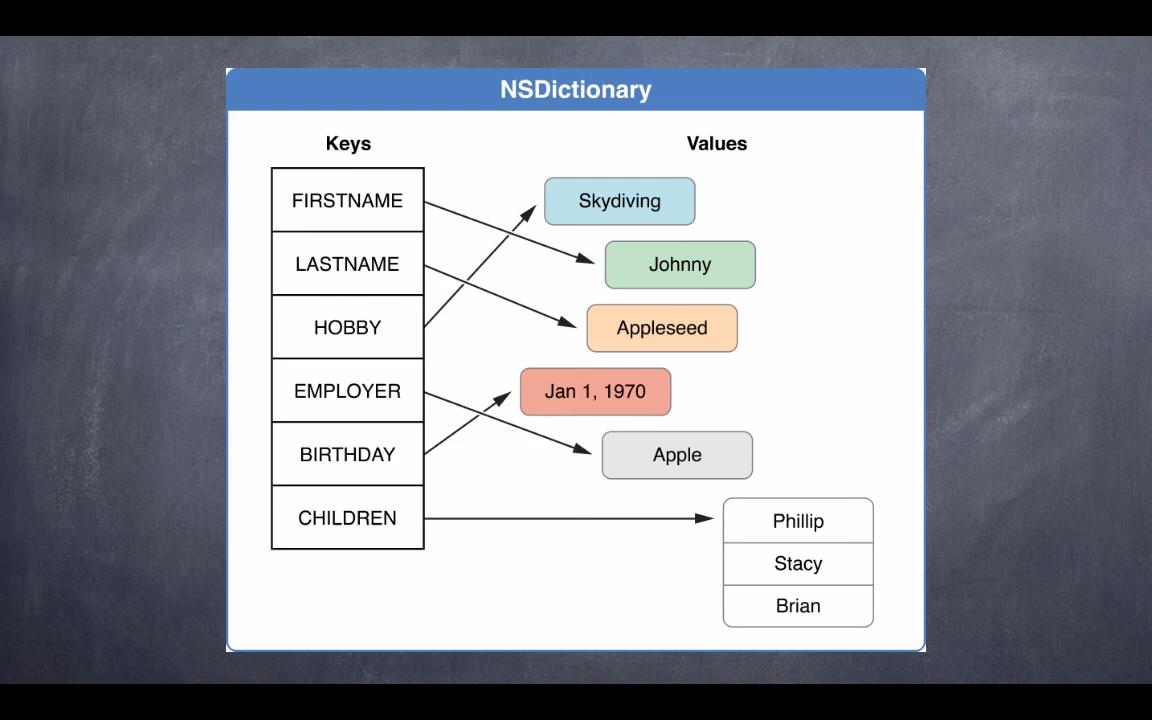 NSDictionary
Keys
Values
FIRSTNAME
LASTNAME
HOBBY
EMPLOYER
BIRTHDAY
CHILDREN
Skydiving
Johnny
Appleseed
Jan 1, 1970
Apple
Phillip
Stacy
Brian